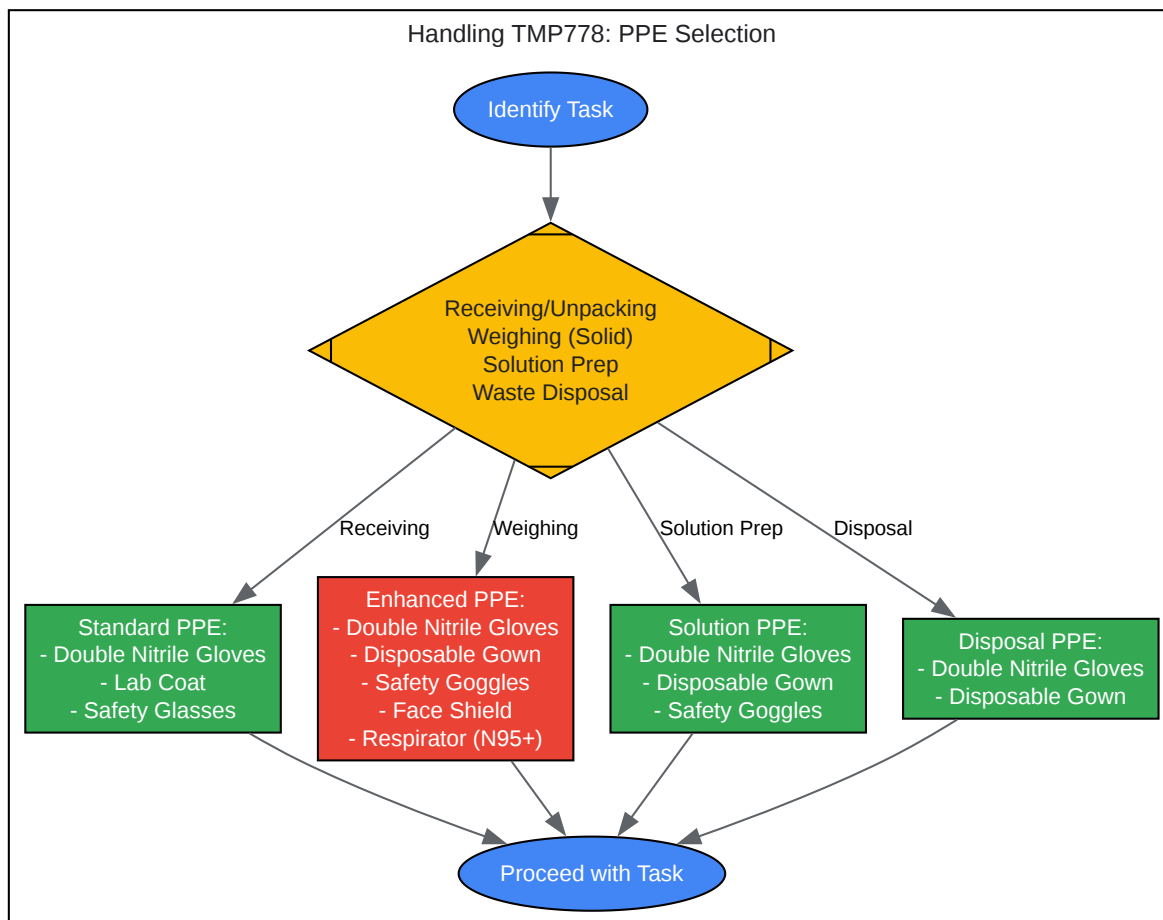 Handling TMP778: PPE Selection
Identify Task
Receiving/Unpacking
Weighing (Solid)
Solution Prep
Waste Disposal
Receiving
Weighing
Solution Prep
Disposal
Standard PPE:
- Double Nitrile Gloves
- Lab Coat
- Safety Glasses
Enhanced PPE:
- Double Nitrile Gloves
- Disposable Gown
- Safety Goggles
- Face Shield
- Respirator (N95+)
Solution PPE:
- Double Nitrile Gloves
- Disposable Gown
- Safety Goggles
Disposal PPE:
- Double Nitrile Gloves
- Disposable Gown
Proceed with Task